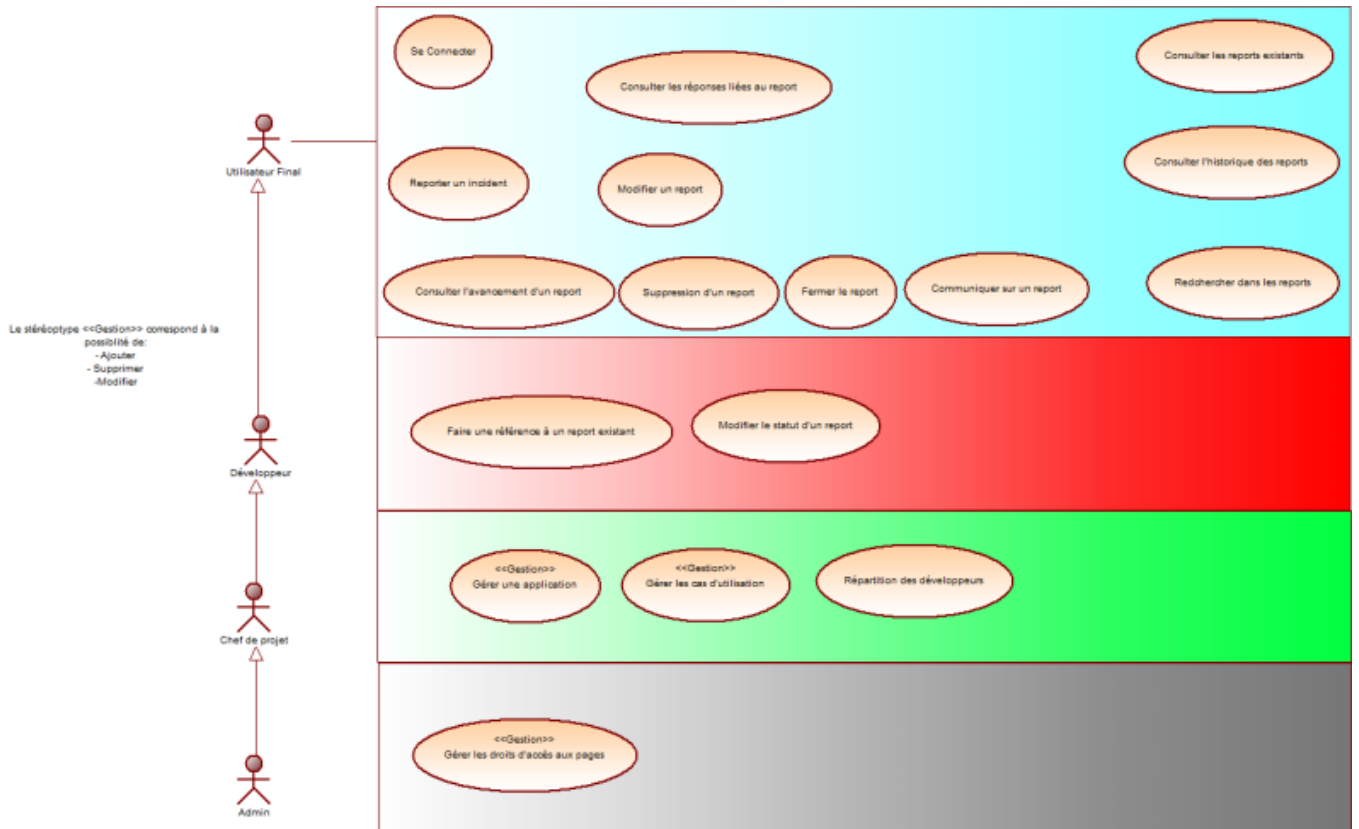 Se Connecter
Consulter les réponses liées au report
Consulter les reports existants
Utilisateur Final
Reporter un incident
Modifier un report
Consulter l'historique des reports
Consulter l'avancement d'un report
Suppression d'un report
Fermer le report
Communiquer sur un report
Redchercher dans les reports
Le stéréoptype <<Gestion>> correspond à la
possiblité de:
- Ajouter
- Supprimer
-Modifier
Développeur
Faire une référence à un report existant
Modifier le statut d'un report
Chef de projet
<<Gestion>>
Gérer une application
<<Gestion>>
Gérer les cas d'utilisation
Répartition des développeurs
Admin
<<Gestion>>
Gérer les droits d'accès aux pages